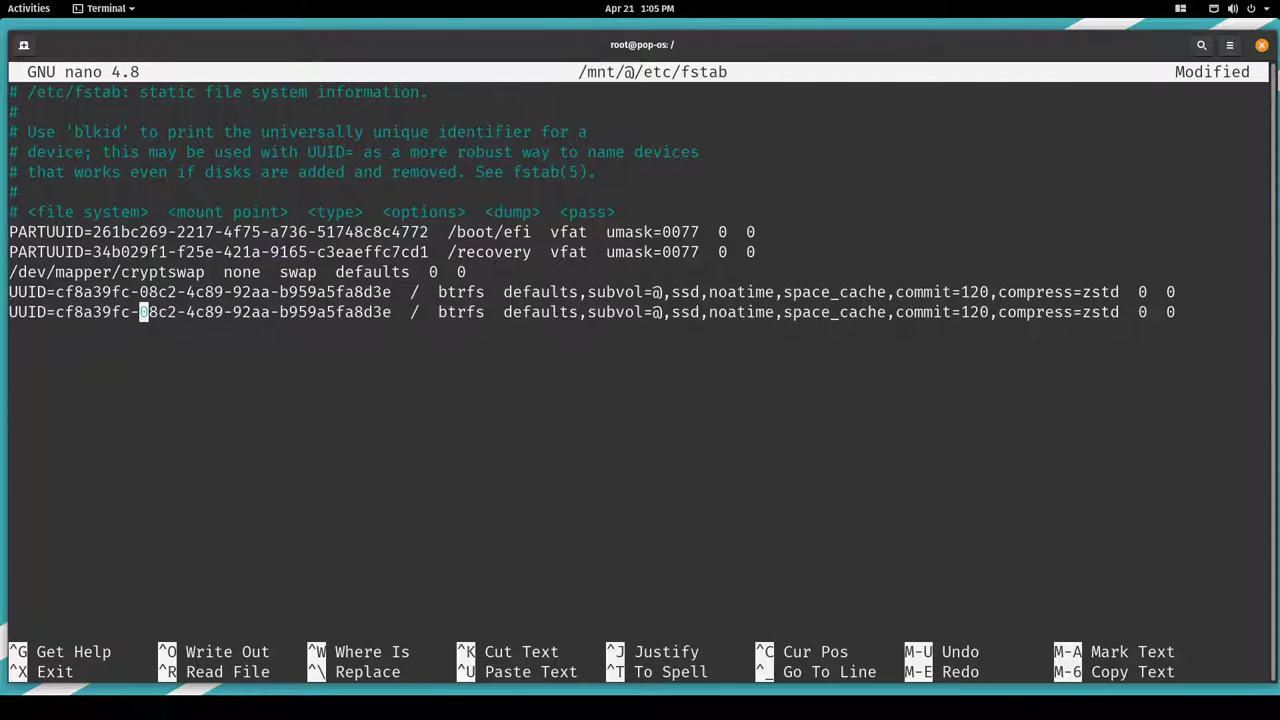 Activities Terminal Apr 21 1:05 PM
root@pop-os: /
GNU nano 4.8 /mnt/@/etc/fstab Modified
# /etc/fstab: static file system information.
#
# Use 'blkid' to print the universally unique identifier for a
# device; this may be used with UUID= as a more robust way to name devices
# that works even if disks are added and removed. See fstab(5).
#
# <file system>  <mount point>  <type>  <options>  <dump>  <pass>
PARTUUID=261bc269-2217-4f75-a736-51748c8c4772  /boot/efi  vfat  umask=0077  0  0
PARTUUID=34b029f1-f25e-421a-9165-c3eaeffc7cd1  /recovery  vfat  umask=0077  0  0
/dev/mapper/cryptswap  none  swap  defaults  0  0
UUID=cf8a39fc-08c2-4c89-92aa-b959a5fa8d3e  /  btrfs  defaults,subvol=@,ssd,noatime,space_cache,commit=120,compress=zstd  0  0
UUID=cf8a39fc-08c2-4c89-92aa-b959a5fa8d3e  /  btrfs  defaults,subvol=@,ssd,noatime,space_cache,commit=120,compress=zstd  0  0
^G Get Help ^O Write Out ^W Where Is ^K Cut Text ^J Justify ^C Cur Pos M-U Undo M-A Mark Text
^X Exit ^R Read File ^\ Replace ^U Paste Text ^T To Spell ^_ Go To Line M-E Redo M-6 Copy Text